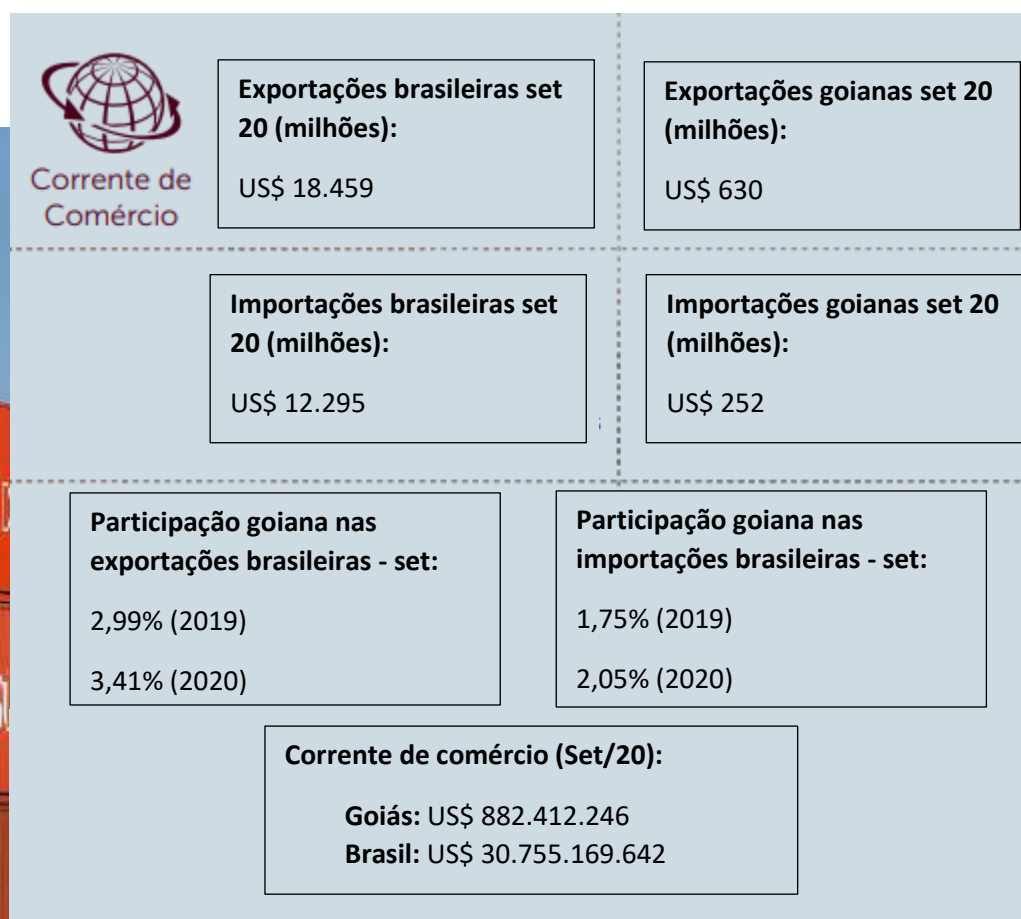 Corrente de
Comércio
Exportações brasileiras set
20 (milhões):
US$ 18.459
Exportações goianas set 20
(milhões):
US$ 630
Importações brasileiras set
20 (milhões):
US$ 12.295
Importações goianas set 20
(milhões):
US$ 252
Participação goiana nas
exportações brasileiras - set:
2,99% (2019)
3,41% (2020)
Participação goiana nas
importações brasileiras - set:
1,75% (2019)
2,05% (2020)
Corrente de comércio (Set/20):
Goiás: US$ 882.412.246
Brasil: US$ 30.755.169.642